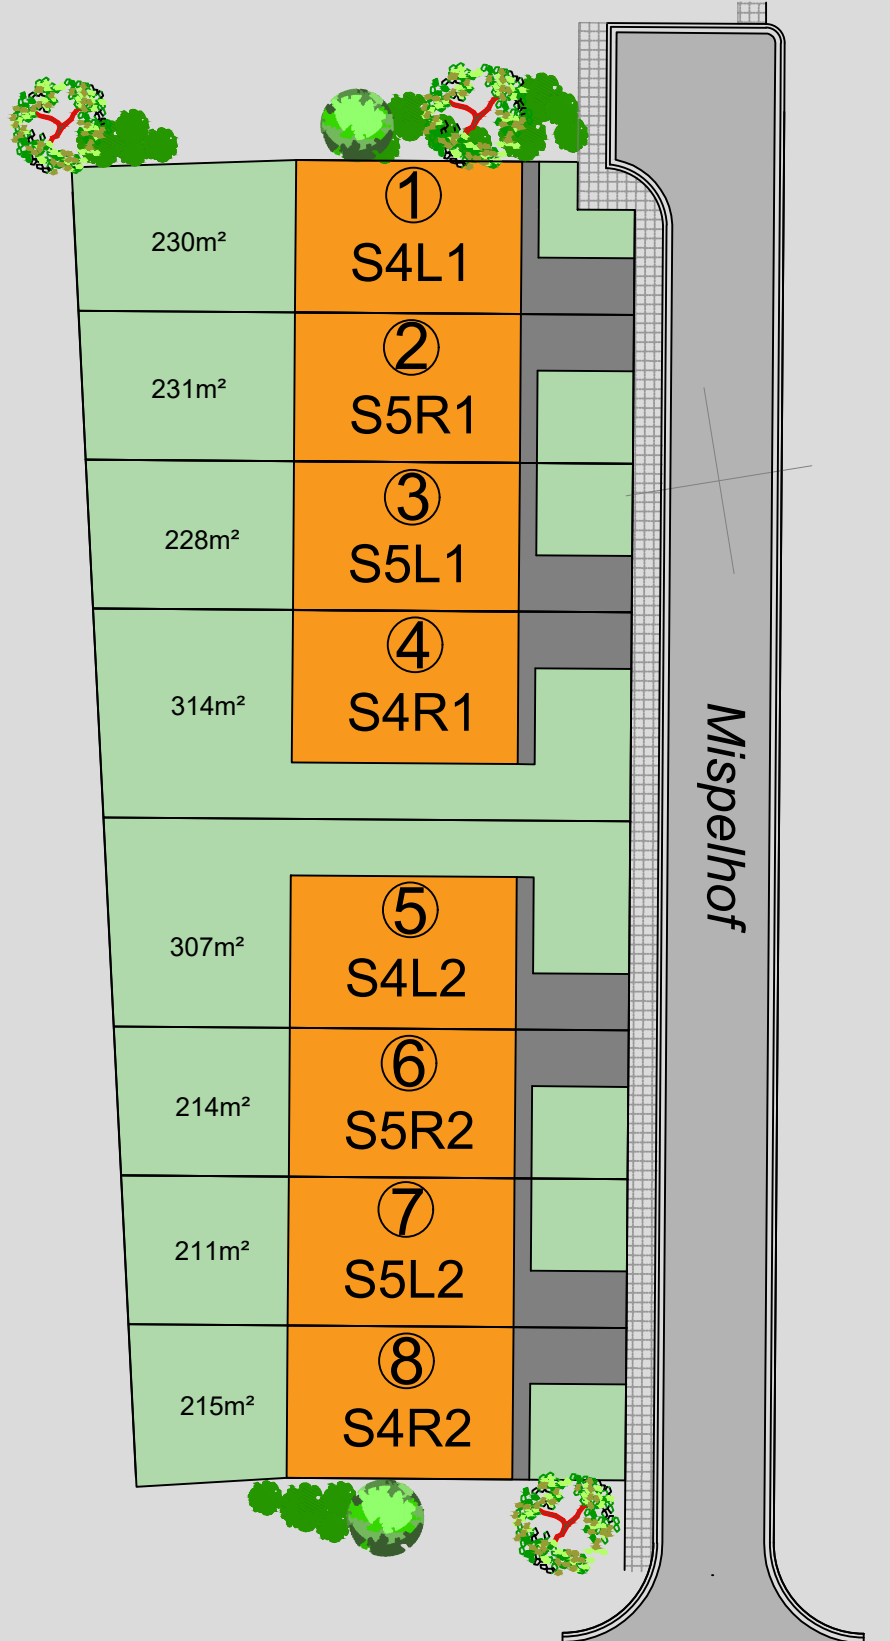 1
230m²
S4L1
2
231m²
S5R1
3
228m²
S5L1
4
314m²
S4R1
Mispelhof
5
307m²
S4L2
6
214m²
S5R2
7
211m²
S5L2
8
215m²
S4R2